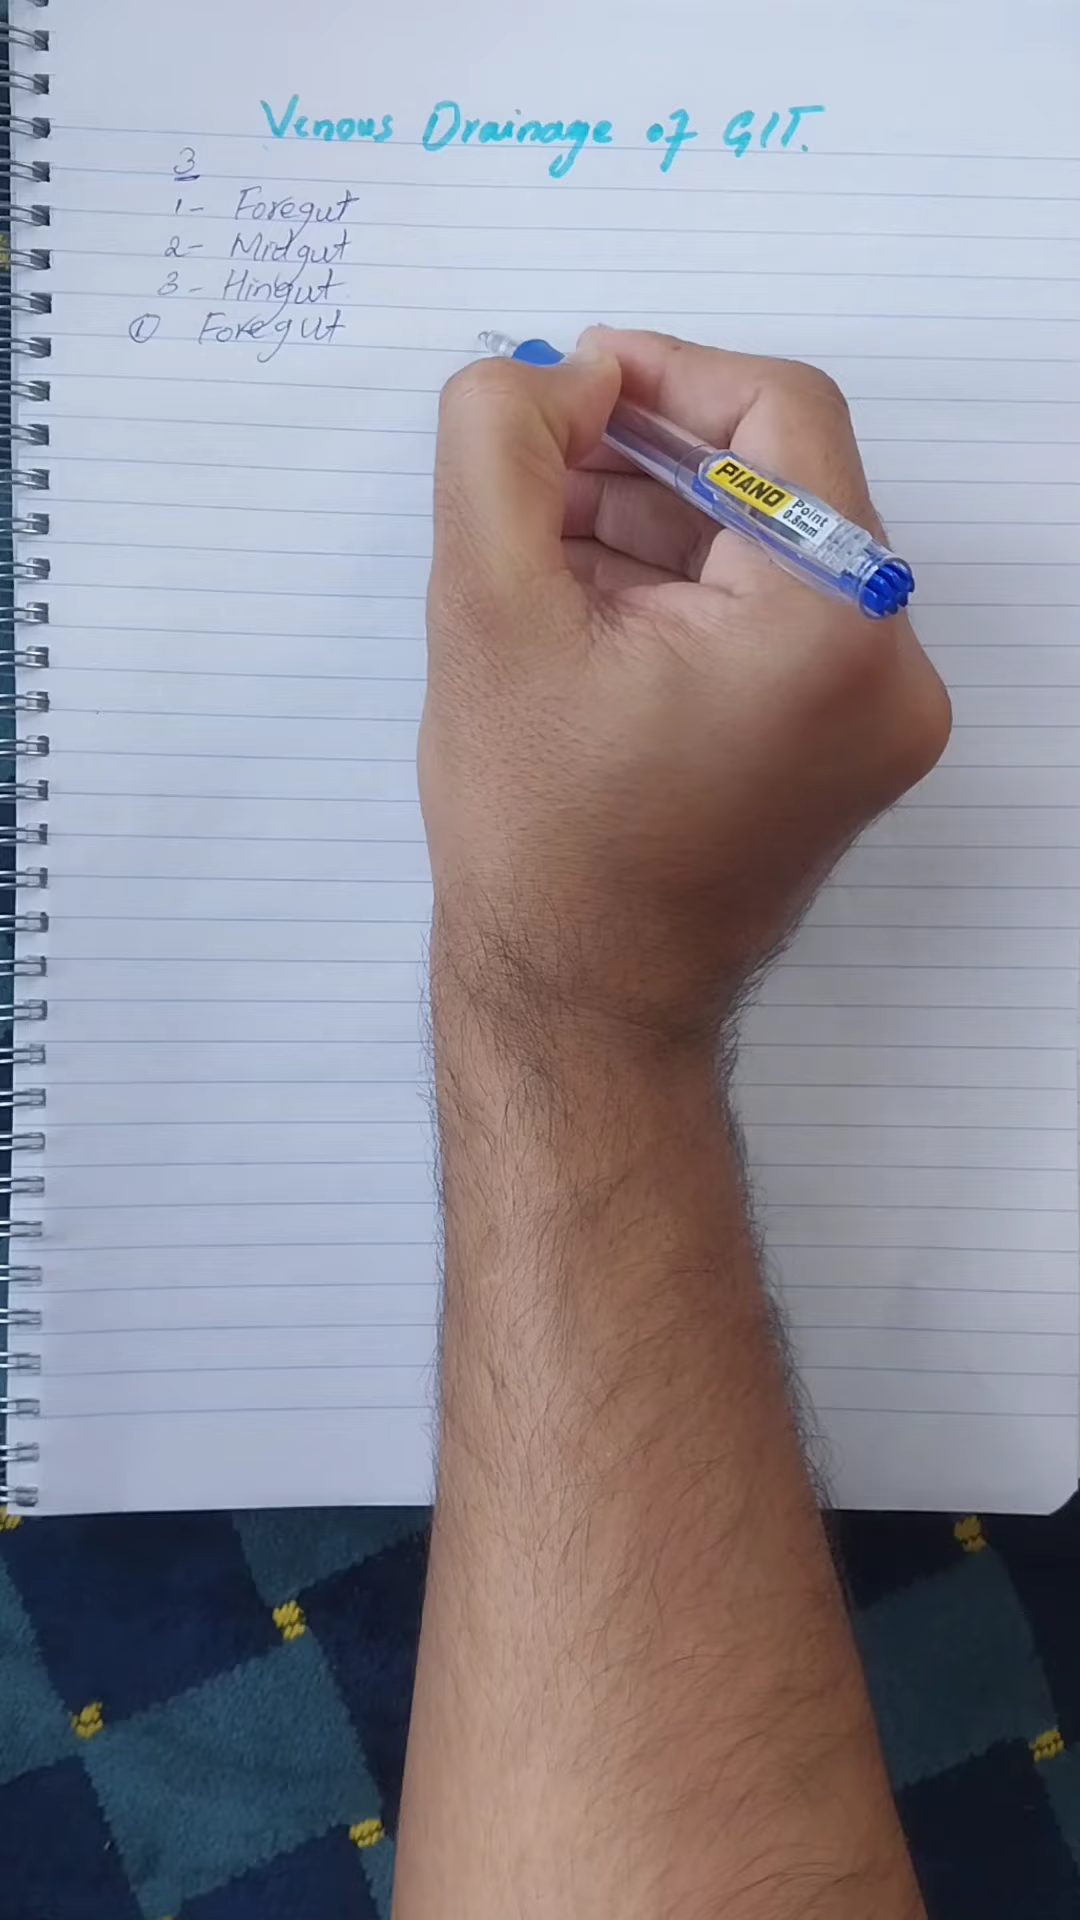 Venous Drainage of GIT.
3
1- Foregut
2- Midgut
3- Hingut
① Foregut
PIANO Point
0.8mm